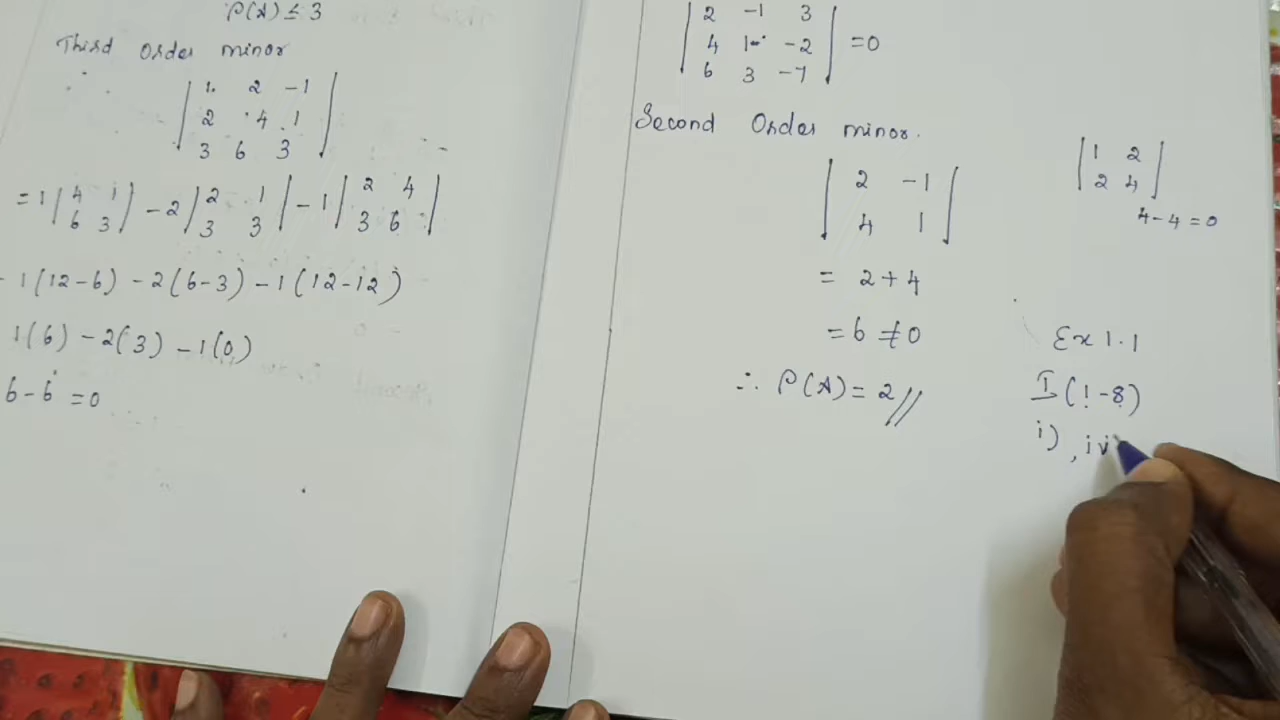 ρ(A) ≤ 3
Third Order minor
| 1 2 -1 |
| 2 4 1 |
| 3 6 3 |
= 1 | 4 1 ; 6 3 | - 2 | 2 1 ; 3 3 | - 1 | 2 4 ; 3 6 |
- 1(12-6) - 2(6-3) - 1(12-12)
1(6) - 2(3) - 1(0)
6 - 6 = 0
| 2 -1 3 |
| 4 1 -2 | = 0
| 6 3 -7 |
Second Order minor.
| 2 -1 |
| 4 1 |
= 2 + 4
= 6 ≠ 0
∴ ρ(A) = 2 //
| 1 2 |
| 2 4 |
4 - 4 = 0
Ex 1.1
I (1-8)
i) , iv